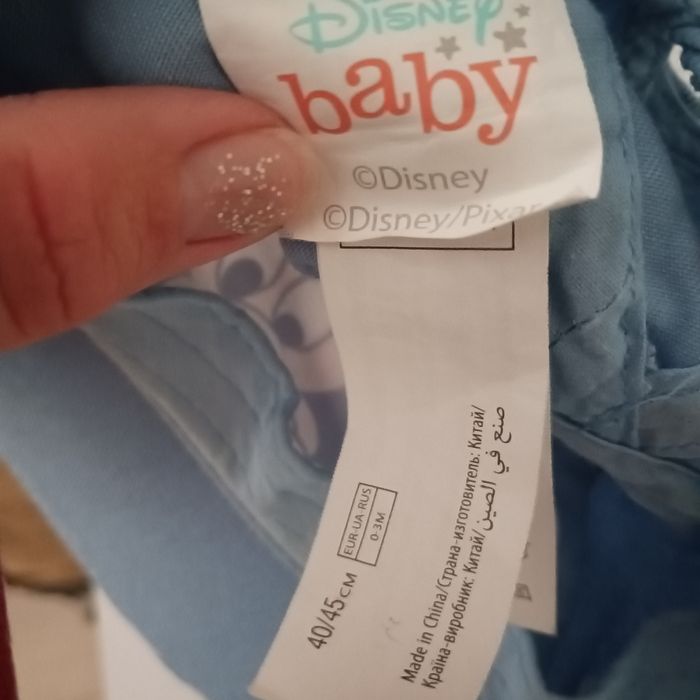 Disney
baby
©Disney
©Disney/Pixar
EUR·UA·RUS
0-3M
40/45CM
Made in China/Страна-изготовитель: Китай/
Країна-виробник: Китай/صنع في الصين